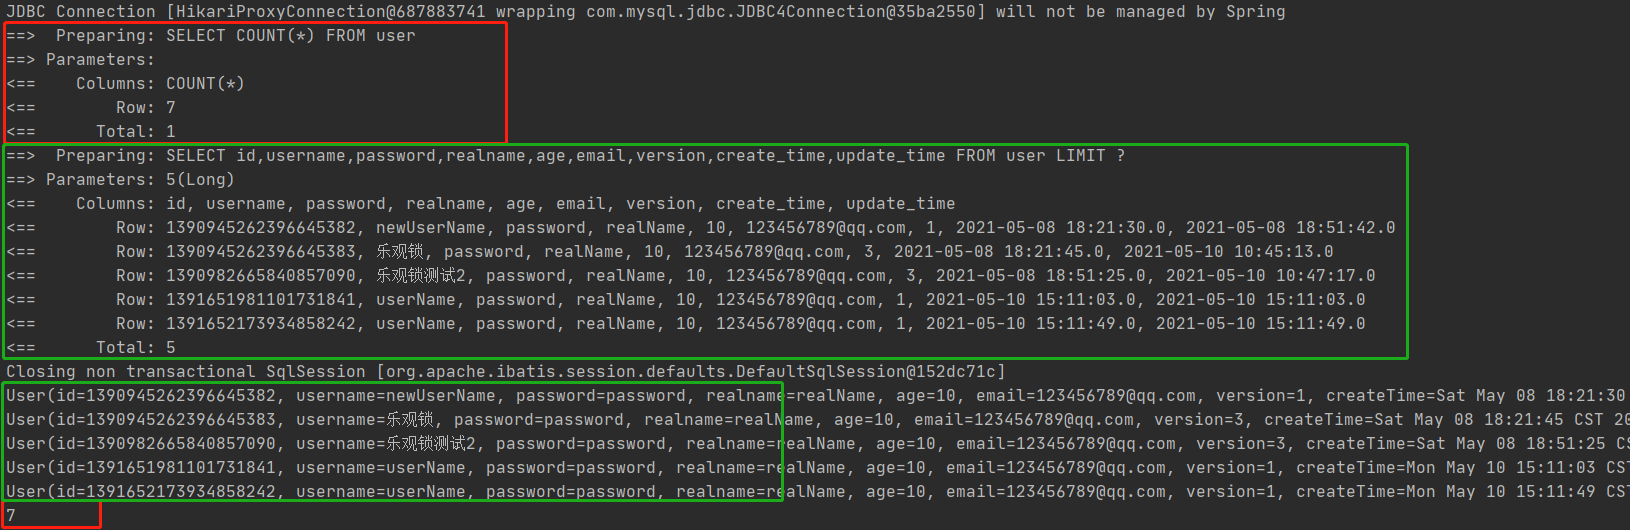 JDBC Connection [HikariProxyConnection@687883741 wrapping com.mysql.jdbc.JDBC4Connection@35ba2550] will not be managed by Spring
==>  Preparing: SELECT COUNT(*) FROM user
==> Parameters:
<==    Columns: COUNT(*)
<==        Row: 7
<==      Total: 1
==>  Preparing: SELECT id,username,password,realname,age,email,version,create_time,update_time FROM user LIMIT ?
==> Parameters: 5(Long)
<==    Columns: id, username, password, realname, age, email, version, create_time, update_time
<==        Row: 1390945262396645382, newUserName, password, realName, 10, 123456789@qq.com, 1, 2021-05-08 18:21:30.0, 2021-05-08 18:51:42.0
<==        Row: 1390945262396645383, 乐观锁, password, realName, 10, 123456789@qq.com, 3, 2021-05-08 18:21:45.0, 2021-05-10 10:45:13.0
<==        Row: 1390982665840857090, 乐观锁测试2, password, realName, 10, 123456789@qq.com, 3, 2021-05-08 18:51:25.0, 2021-05-10 10:47:17.0
<==        Row: 1391651981101731841, userName, password, realName, 10, 123456789@qq.com, 1, 2021-05-10 15:11:03.0, 2021-05-10 15:11:03.0
<==        Row: 1391652173934858242, userName, password, realName, 10, 123456789@qq.com, 1, 2021-05-10 15:11:49.0, 2021-05-10 15:11:49.0
<==      Total: 5
Closing non transactional SqlSession [org.apache.ibatis.session.defaults.DefaultSqlSession@152dc71c]
User(id=1390945262396645382, username=newUserName, password=password, realname=realName, age=10, email=123456789@qq.com, version=1, createTime=Sat May 08 18:21:30
User(id=1390945262396645383, username=乐观锁, password=password, realname=realName, age=10, email=123456789@qq.com, version=3, createTime=Sat May 08 18:21:45 CST 20
User(id=1390982665840857090, username=乐观锁测试2, password=password, realname=realName, age=10, email=123456789@qq.com, version=3, createTime=Sat May 08 18:51:25 CS
User(id=1391651981101731841, username=userName, password=password, realname=realName, age=10, email=123456789@qq.com, version=1, createTime=Mon May 10 15:11:03 CST
User(id=1391652173934858242, username=userName, password=password, realname=realName, age=10, email=123456789@qq.com, version=1, createTime=Mon May 10 15:11:49 CST
7